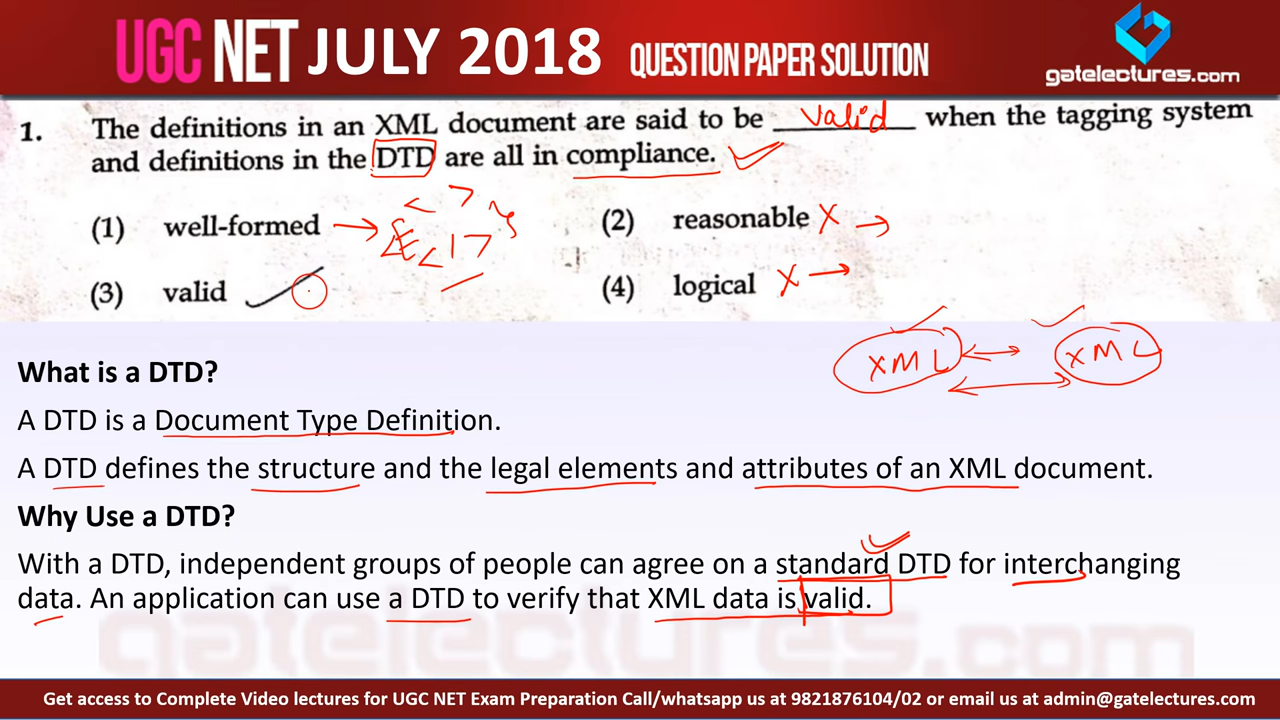 UGC NET JULY 2018 QUESTION PAPER SOLUTION
gatelectures.com
1. The definitions in an XML document are said to be valid when the tagging system
and definitions in the DTD are all in compliance.
(1) well-formed (2) reasonable
(3) valid (4) logical
XML XML
What is a DTD?
A DTD is a Document Type Definition.
A DTD defines the structure and the legal elements and attributes of an XML document.
Why Use a DTD?
With a DTD, independent groups of people can agree on a standard DTD for interchanging
data. An application can use a DTD to verify that XML data is valid.
gatelectures.com
Get access to Complete Video lectures for UGC NET Exam Preparation Call/whatsapp us at 9821876104/02 or email us at admin@gatelectures.com